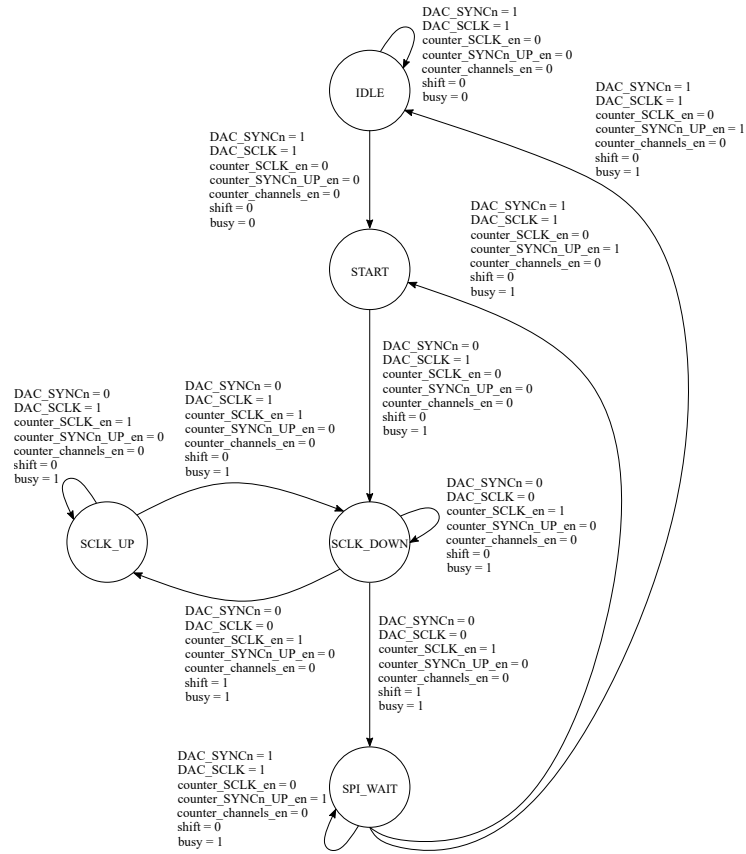 DAC_SYNCn = 1
DAC_SCLK = 1
counter_SCLK_en = 0
counter_SYNCn_UP_en = 0
counter_channels_en = 0
shift = 0
busy = 0
IDLE
DAC_SYNCn = 1
DAC_SCLK = 1
counter_SCLK_en = 0
counter_SYNCn_UP_en = 1
counter_channels_en = 0
shift = 0
busy = 1
DAC_SYNCn = 1
DAC_SCLK = 1
counter_SCLK_en = 0
counter_SYNCn_UP_en = 0
counter_channels_en = 0
shift = 0
busy = 0
DAC_SYNCn = 1
DAC_SCLK = 1
counter_SCLK_en = 0
counter_SYNCn_UP_en = 1
counter_channels_en = 0
shift = 0
busy = 1
START
DAC_SYNCn = 0
DAC_SCLK = 1
counter_SCLK_en = 0
counter_SYNCn_UP_en = 0
counter_channels_en = 0
shift = 0
busy = 1
DAC_SYNCn = 0
DAC_SCLK = 1
counter_SCLK_en = 1
counter_SYNCn_UP_en = 0
counter_channels_en = 0
shift = 0
busy = 1
DAC_SYNCn = 0
DAC_SCLK = 1
counter_SCLK_en = 1
counter_SYNCn_UP_en = 0
counter_channels_en = 0
shift = 0
busy = 1
SCLK_UP
SCLK_DOWN
DAC_SYNCn = 0
DAC_SCLK = 0
counter_SCLK_en = 1
counter_SYNCn_UP_en = 0
counter_channels_en = 0
shift = 0
busy = 1
DAC_SYNCn = 0
DAC_SCLK = 0
counter_SCLK_en = 1
counter_SYNCn_UP_en = 0
counter_channels_en = 0
shift = 1
busy = 1
DAC_SYNCn = 0
DAC_SCLK = 0
counter_SCLK_en = 1
counter_SYNCn_UP_en = 0
counter_channels_en = 0
shift = 1
busy = 1
DAC_SYNCn = 1
DAC_SCLK = 1
counter_SCLK_en = 0
counter_SYNCn_UP_en = 1
counter_channels_en = 0
shift = 0
busy = 1
SPI_WAIT